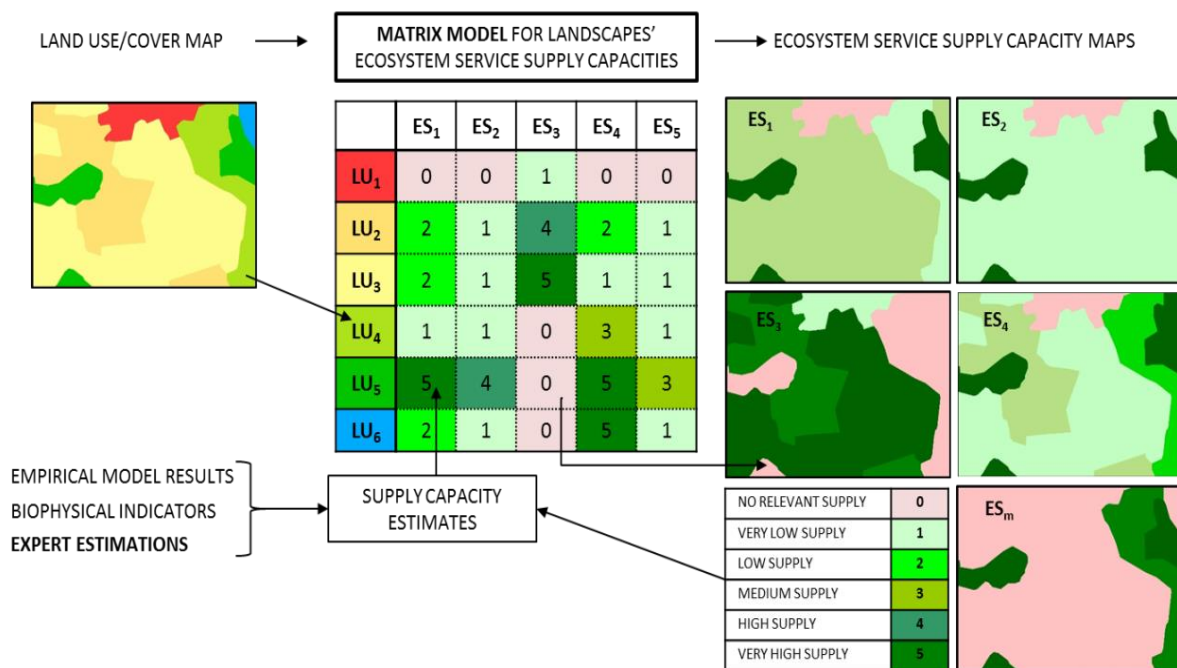 LAND USE/COVER MAP
MATRIX MODEL FOR LANDSCAPES'
ECOSYSTEM SERVICE SUPPLY CAPACITIES
ECOSYSTEM SERVICE SUPPLY CAPACITY MAPS
ES₁ ES₂ ES₃ ES₄ ES₅
LU₁ 0 0 1 0 0
LU₂ 2 1 4 2 1
LU₃ 2 1 5 1 1
LU₄ 1 1 0 3 1
LU₅ 5 4 0 5 3
LU₆ 2 1 0 5 1
ES₁
ES₂
ES₃
ES₄
ESₘ
EMPIRICAL MODEL RESULTS
BIOPHYSICAL INDICATORS
EXPERT ESTIMATIONS
SUPPLY CAPACITY
ESTIMATES
NO RELEVANT SUPPLY 0
VERY LOW SUPPLY 1
LOW SUPPLY 2
MEDIUM SUPPLY 3
HIGH SUPPLY 4
VERY HIGH SUPPLY 5